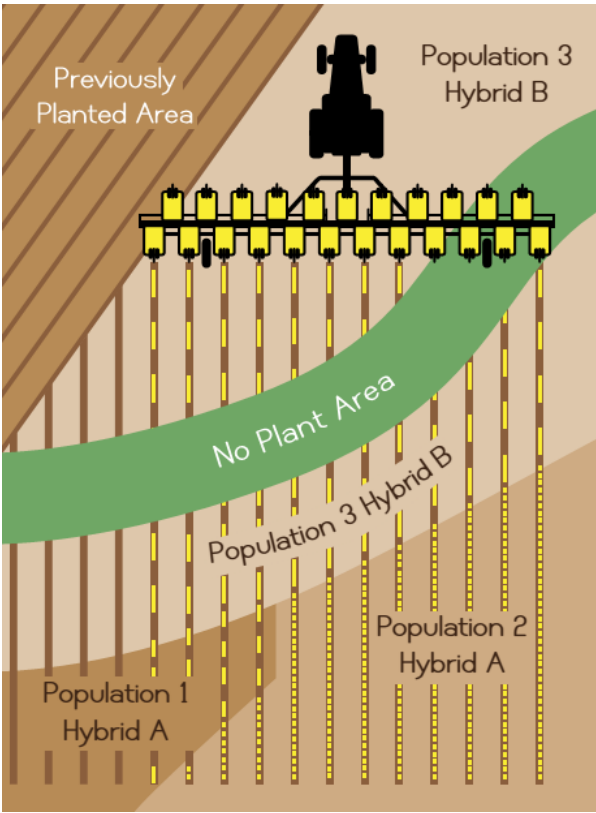 Previously
Planted Area
Population 3
Hybrid B
No Plant Area
Population 3 Hybrid B
Population 2
Hybrid A
Population 1
Hybrid A